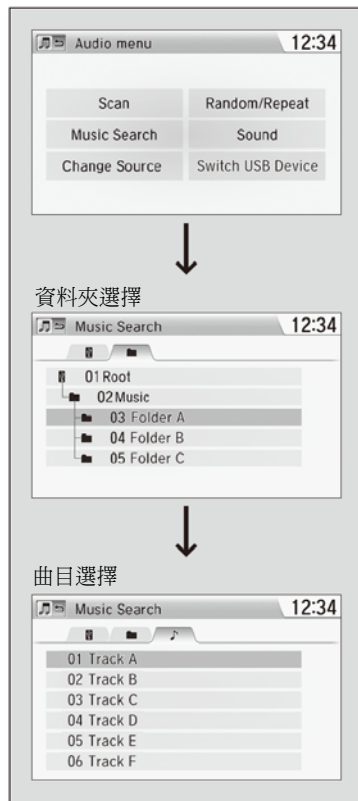 Audio menu 12:34
Scan Random/Repeat
Music Search Sound
Change Source Switch USB Device
資料夾選擇
Music Search 12:34
01 Root
02 Music
03 Folder A
04 Folder B
05 Folder C
曲目選擇
Music Search 12:34
01 Track A
02 Track B
03 Track C
04 Track D
05 Track E
06 Track F